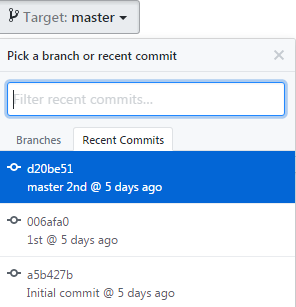 Target: master
Pick a branch or recent commit
Filter recent commits...
Branches
Recent Commits
d20be51
master 2nd @ 5 days ago
006afa0
1st @ 5 days ago
a5b427b
Initial commit @ 5 days ago